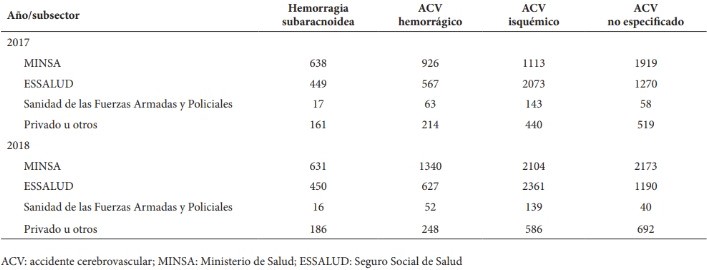 Año/subsector Hemorragia subaracnoidea ACV hemorrágico ACV isquémico ACV no especificado
2017
MINSA 638 926 1113 1919
ESSALUD 449 567 2073 1270
Sanidad de las Fuerzas Armadas y Policiales 17 63 143 58
Privado u otros 161 214 440 519
2018
MINSA 631 1340 2104 2173
ESSALUD 450 627 2361 1190
Sanidad de las Fuerzas Armadas y Policiales 16 52 139 40
Privado u otros 186 248 586 692
ACV: accidente cerebrovascular; MINSA: Ministerio de Salud; ESSALUD: Seguro Social de Salud